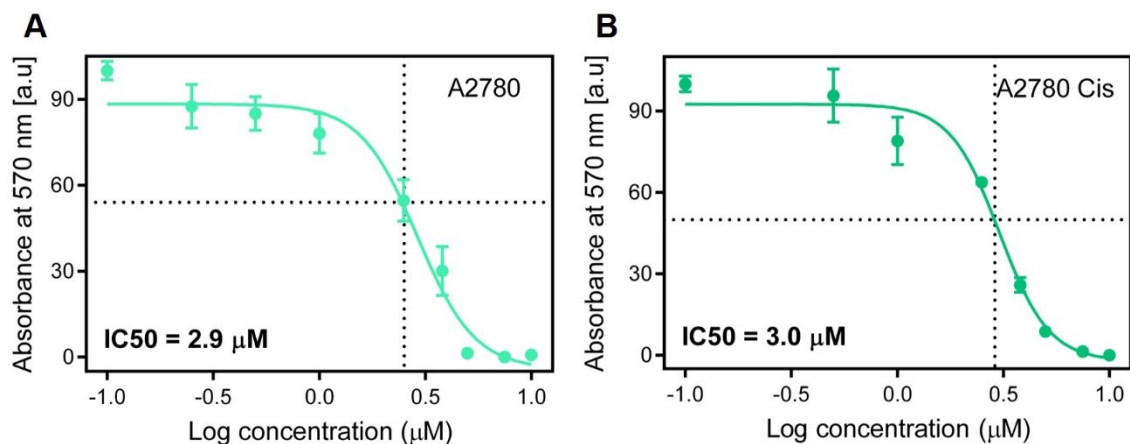 A
A2780
Absorbance at 570 nm [a.u]
90
60
30
0
IC50 = 2.9 μM
-1.0 -0.5 0.0 0.5 1.0
Log concentration (μM)
B
A2780 Cis
Absorbance at 570 nm [a.u]
90
60
30
0
IC50 = 3.0 μM
-1.0 -0.5 0.0 0.5 1.0
Log concentration (μM)